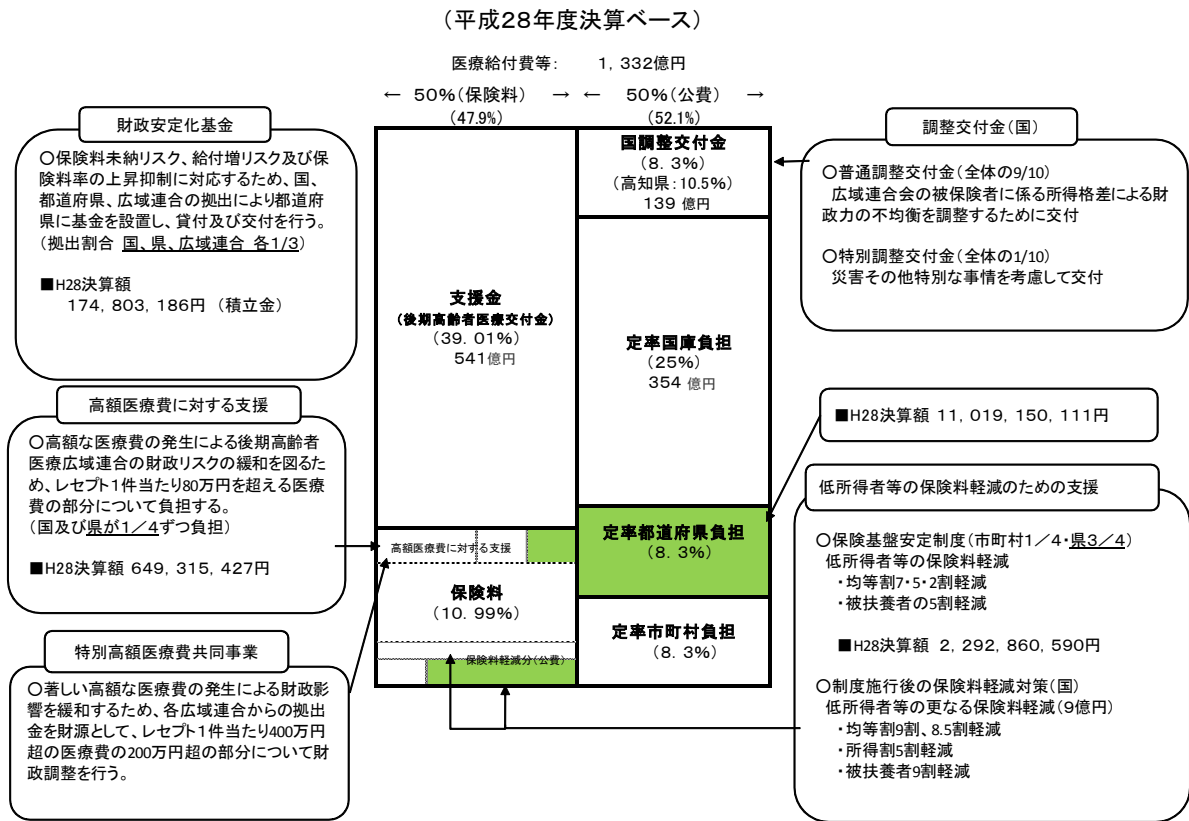 （平成２８年度決算ベース）
医療給付費等：　１，３３２億円
← ５０％（保険料） → ← ５０％（公費） →
(47.9%) (52.1%)
財政安定化基金
○保険料未納リスク、給付増リスク及び保
険料率の上昇抑制に対応するため、国、
都道府県、広域連合の拠出により都道府
県に基金を設置し、貸付及び交付を行う。
（拠出割合 国、県、広域連合 各1/3）
■H28決算額
１７４，８０３，１８６円 （積立金）
高額医療費に対する支援
○高額な医療費の発生による後期高齢者
医療広域連合の財政リスクの緩和を図るた
め、レセプト１件当たり80万円を超える医療
費の部分について負担する。
（国及び県が１／４ずつ負担）
■H28決算額 ６４９，３１５，４２７円
特別高額医療費共同事業
○著しい高額な医療費の発生による財政影
響を緩和するため、各広域連合からの拠出
金を財源として、レセプト１件当たり400万円
超の医療費の200万円超の部分について財
政調整を行う。
支援金
（後期高齢者医療交付金）
（３９．０１％）
５４１億円
高額医療費に対する支援
保険料
（１０．９９％）
保険料軽減分（公費）
国調整交付金
（８．３％）
（高知県：１０．５％）
１３９ 億円
定率国庫負担
（２５％）
３５４ 億円
定率都道府県負担
（８．３％）
定率市町村負担
（８．３％）
調整交付金（国）
○普通調整交付金（全体の9/10）
広域連合会の被保険者に係る所得格差による財
政力の不均衡を調整するために交付
○特別調整交付金（全体の1/10）
災害その他特別な事情を考慮して交付
■H28決算額 １１，０１９，１５０，１１１円
低所得者等の保険料軽減のための支援
○保険基盤安定制度（市町村１／４・県３／４）
低所得者等の保険料軽減
・均等割７・５・２割軽減
・被扶養者の５割軽減
■H28決算額 ２，２９２，８６０，５９０円
○制度施行後の保険料軽減対策（国）
低所得者等の更なる保険料軽減（９億円）
・均等割９割、8.5割軽減
・所得割５割軽減
・被扶養者９割軽減